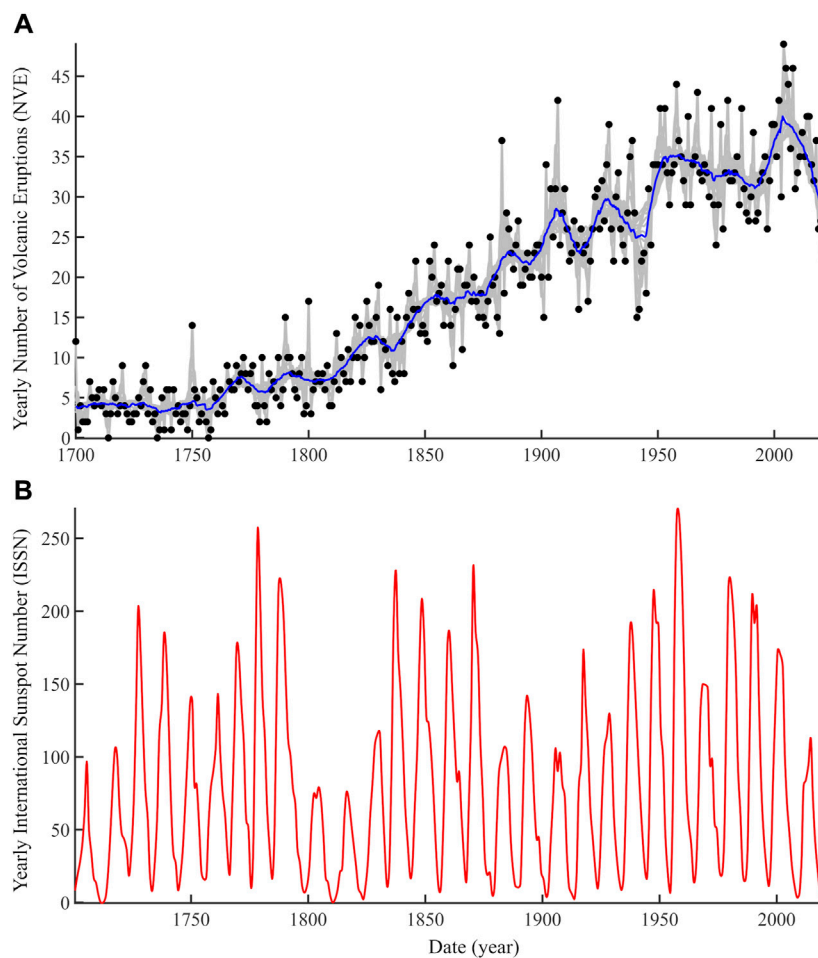 A
Yearly Number of Volcanic Eruptions (NVE)
45
40
35
30
25
20
15
10
5
0
1700 1750 1800 1850 1900 1950 2000
B
Yearly International Sunspot Number (ISSN)
250
200
150
100
50
0
1750 1800 1850 1900 1950 2000
Date (year)